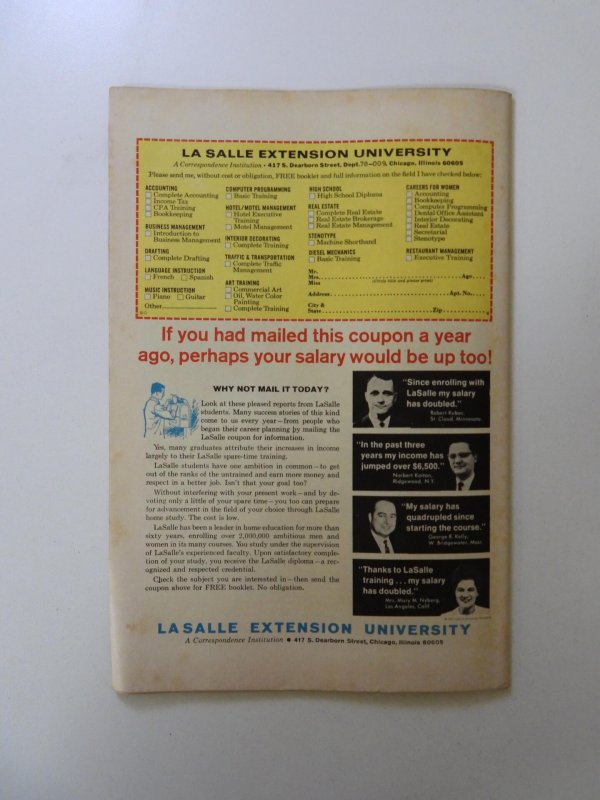 LA SALLE EXTENSION UNIVERSITY
A Correspondence Institution • 417 S. Dearborn Street, Dept. 70-009, Chicago, Illinois 60605
Please send me, without cost or obligation, FREE booklet and full information on the field I have checked below:
ACCOUNTING
Complete Accounting
Income Tax
CPA Training
Bookkeeping
BUSINESS MANAGEMENT
Introduction to
Business Management
DRAFTING
Complete Drafting
LANGUAGE INSTRUCTION
French Spanish
MUSIC INSTRUCTION
Piano Guitar
Other
COMPUTER PROGRAMMING
Basic Training
HOTEL/MOTEL MANAGEMENT
Hotel Executive
Training
Motel Management
INTERIOR DECORATING
Complete Training
TRAFFIC & TRANSPORTATION
Complete Traffic
Management
ART TRAINING
Commercial Art
Oil, Water Color
Painting
Complete Training
HIGH SCHOOL
High School Diploma
REAL ESTATE
Complete Real Estate
Real Estate Brokerage
Real Estate Management
STENOTYPE
Machine Shorthand
DIESEL MECHANICS
Basic Training
CAREERS FOR WOMEN
Accounting
Bookkeeping
Computer Programming
Dental Office Assistant
Interior Decorating
Real Estate
Secretarial
Stenotype
RESTAURANT MANAGEMENT
Executive Training
Mr.
Mrs. Age
Miss (Circle title and please print)
Address Apt. No.
City &
State Zip
If you had mailed this coupon a year
ago, perhaps your salary would be up too!
WHY NOT MAIL IT TODAY?
Look at these pleased reports from LaSalle
students. Many success stories of this kind
come to us every year – from people who
began their career planning by mailing the
LaSalle coupon for information.
Yes, many graduates attribute their increase in income
largely to their LaSalle spare-time training.
LaSalle students have one ambition in common – to get
out of the ranks of the untrained and earn more money and
respect in a better job. Isn't that your goal too?
Without interfering with your present work – and by de-
voting only a little of your spare time – you too can prepare
for advancement in the field of your choice through LaSalle
home study. The cost is low.
LaSalle has been a leader in home education for more than
sixty years, enrolling over 2,000,000 ambitious men and
women in its many courses. You study under the supervision
of LaSalle's experienced faculty. Upon satisfactory comple-
tion of your study, you receive the LaSalle diploma – a rec-
ognized and respected credential.
Check the subject you are interested in – then send the
coupon above for FREE booklet. No obligation.
"Since enrolling with
LaSalle my salary
has doubled."
Robert Kuber,
St Cloud, Minnesota
"In the past three
years my income has
jumped over $6,500."
Norbert Kaiton,
Ridgewood, N.Y.
"My salary has
quadrupled since
starting the course."
George R. Kelly,
W. Bridgewater, Mass.
"Thanks to LaSalle
training . . . my salary
has doubled."
Mrs. Mary M. Nyberg,
Los Angeles, Calif.
LASALLE EXTENSION UNIVERSITY
A Correspondence Institution • 417 S. Dearborn Street, Chicago, Illinois 60605